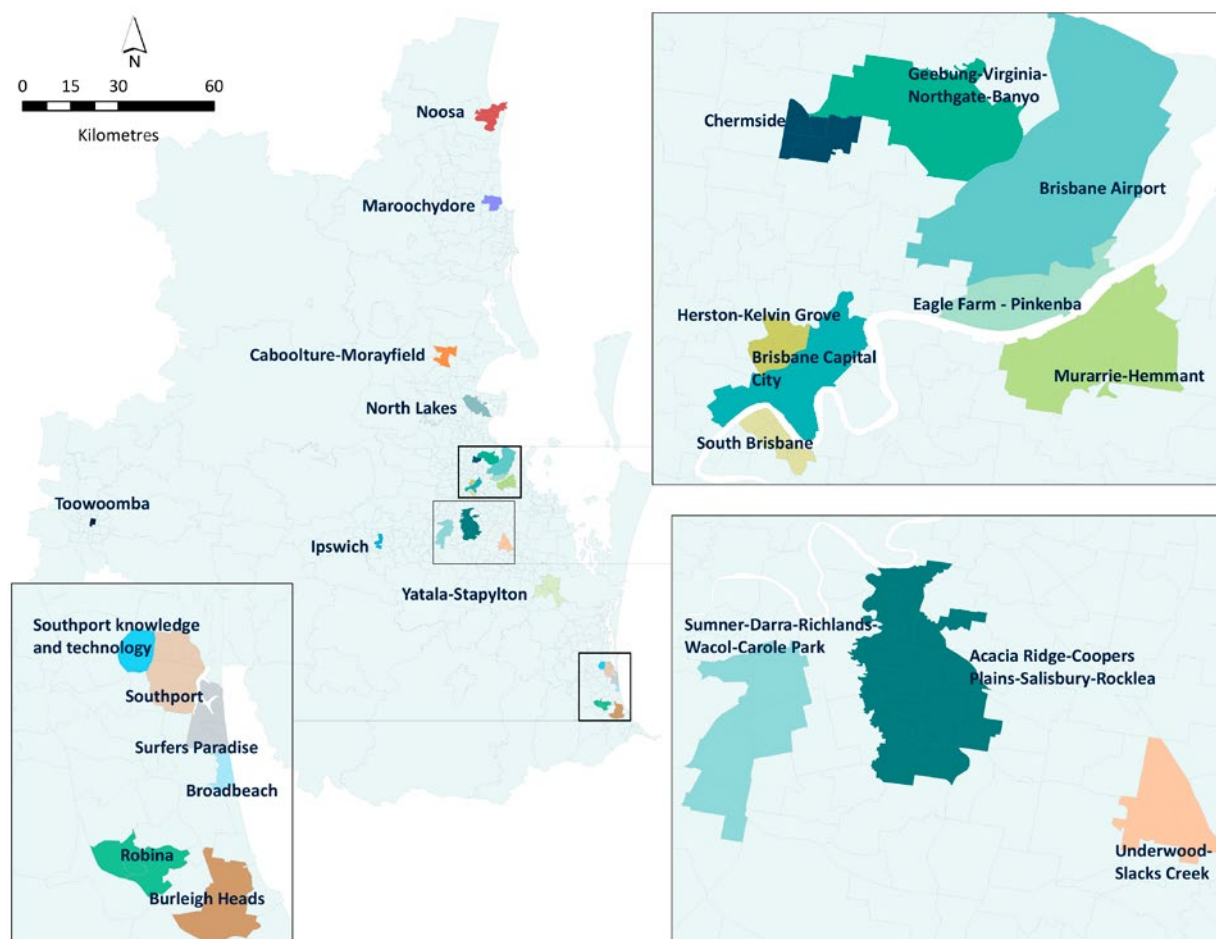 N
0 15 30 60
Kilometres
Noosa
Maroochydore
Caboolture-Morayfield
North Lakes
Toowoomba
Ipswich
Yatala-Stapylton
Geebung-Virginia-
Northgate-Banyo
Chermside
Brisbane Airport
Eagle Farm - Pinkenba
Herston-Kelvin Grove
Brisbane Capital
City
Murarrie-Hemmant
South Brisbane
Southport knowledge
and technology
Southport
Surfers Paradise
Broadbeach
Robina
Burleigh Heads
Sumner-Darra-Richlands-
Wacol-Carole Park
Acacia Ridge-Coopers
Plains-Salisbury-Rocklea
Underwood-
Slacks Creek